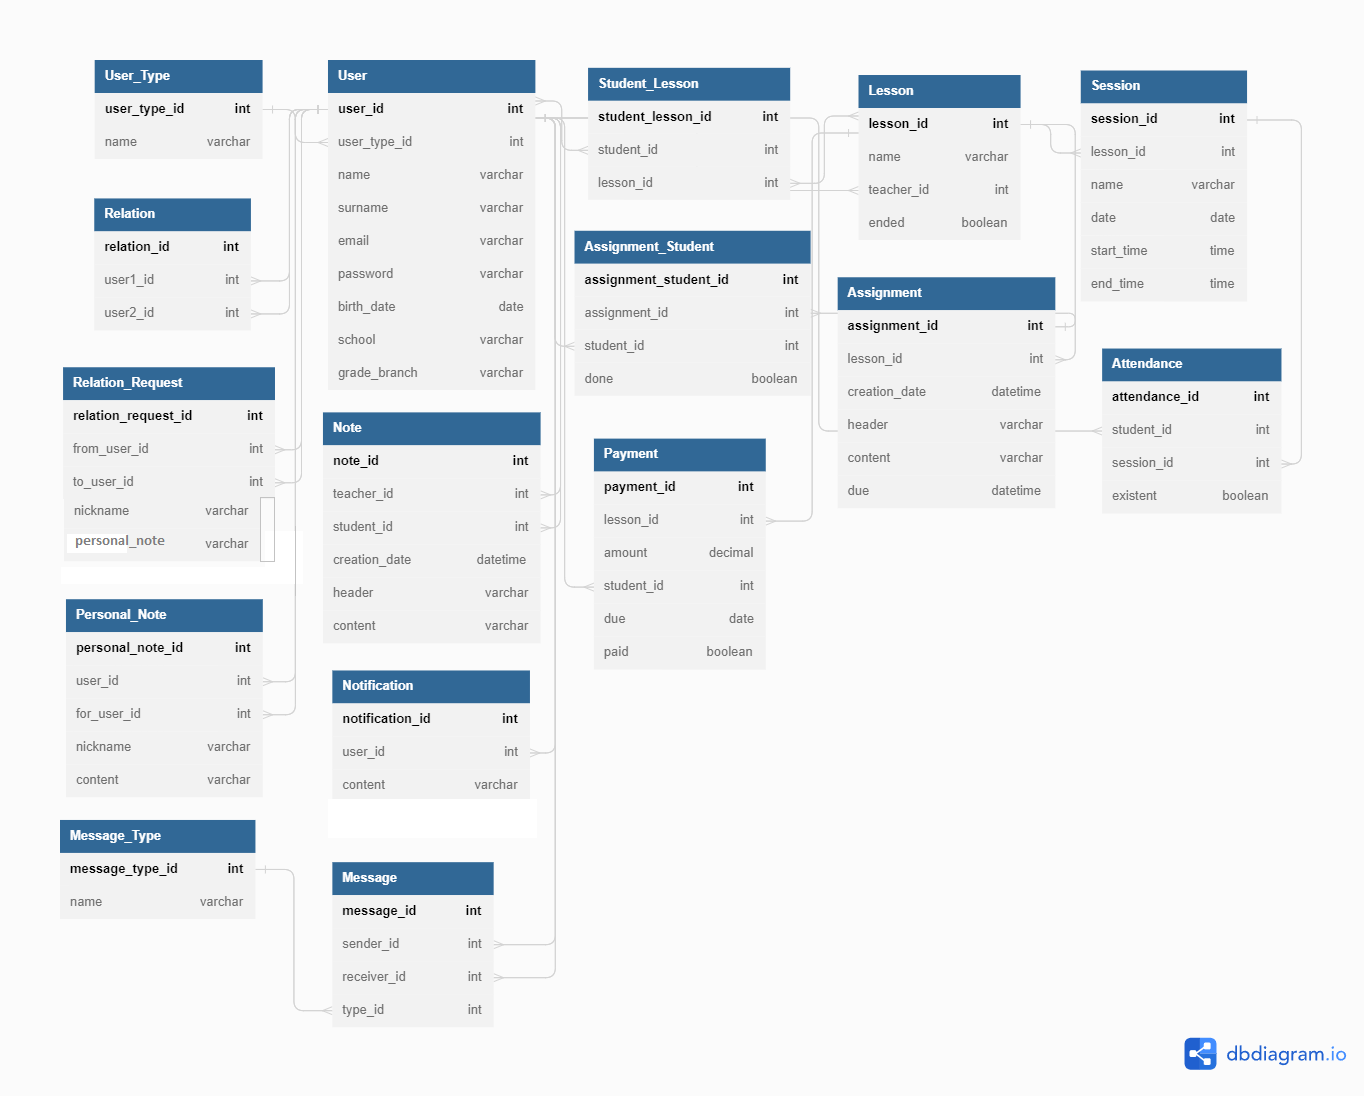 User_Type
user_type_id int
name varchar
User
user_id int
user_type_id int
name varchar
surname varchar
email varchar
password varchar
birth_date date
school varchar
grade_branch varchar
Student_Lesson
student_lesson_id int
student_id int
lesson_id int
Lesson
lesson_id int
name varchar
teacher_id int
ended boolean
Session
session_id int
lesson_id int
name varchar
date date
start_time time
end_time time
Relation
relation_id int
user1_id int
user2_id int
Assignment_Student
assignment_student_id int
assignment_id int
student_id int
done boolean
Assignment
assignment_id int
lesson_id int
creation_date datetime
header varchar
content varchar
due datetime
Attendance
attendance_id int
student_id int
session_id int
existent boolean
Relation_Request
relation_request_id int
from_user_id int
to_user_id int
nickname varchar
personal_note varchar
Note
note_id int
teacher_id int
student_id int
creation_date datetime
header varchar
content varchar
Payment
payment_id int
lesson_id int
amount decimal
student_id int
due date
paid boolean
Personal_Note
personal_note_id int
user_id int
for_user_id int
nickname varchar
content varchar
Notification
notification_id int
user_id int
content varchar
Message_Type
message_type_id int
name varchar
Message
message_id int
sender_id int
receiver_id int
type_id int
dbdiagram.io